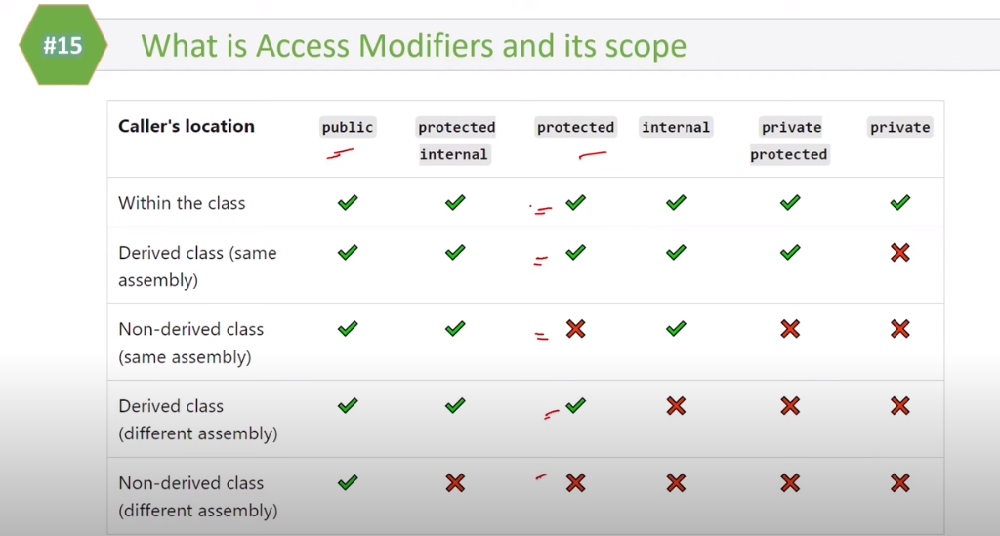 #15
What is Access Modifiers and its scope
Caller's location public protected protected internal private private
internal protected
Within the class ✔ ✔ ✔ ✔ ✔ ✔
Derived class (same ✔ ✔ ✔ ✔ ✔ ❌
assembly)
Non-derived class ✔ ✔ ❌ ✔ ❌ ❌
(same assembly)
Derived class ✔ ✔ ✔ ❌ ❌ ❌
(different assembly)
Non-derived class ✔ ❌ ❌ ❌ ❌ ❌
(different assembly)